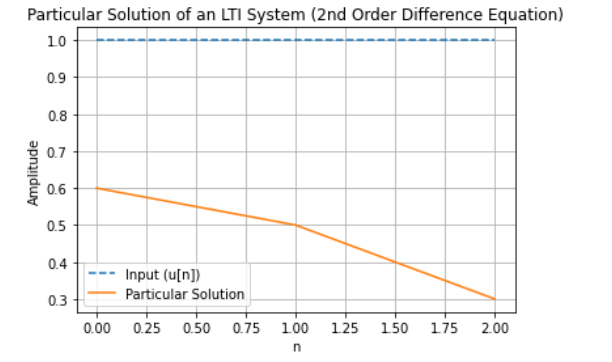 Particular Solution of an LTI System (2nd Order Difference Equation)
1.0
0.9
0.8
0.7
0.6
0.5
0.4
0.3
Amplitude
Input (u[n])
Particular Solution
0.00 0.25 0.50 0.75 1.00 1.25 1.50 1.75 2.00
n